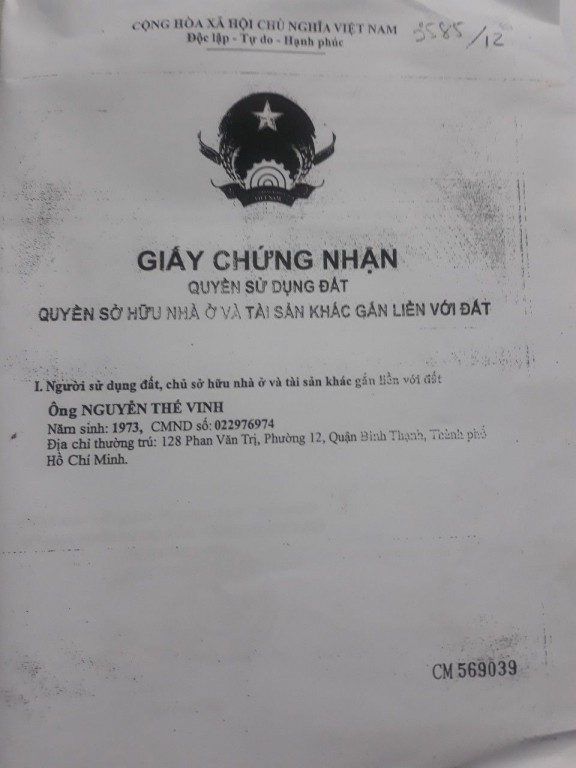 CỘNG HÒA XÃ HỘI CHỦ NGHĨA VIỆT NAM
Độc lập - Tự do - Hạnh phúc
3585/12
VIỆT NAM
GIẤY CHỨNG NHẬN
QUYỀN SỬ DỤNG ĐẤT
QUYỀN SỞ HỮU NHÀ Ở VÀ TÀI SẢN KHÁC GẮN LIỀN VỚI ĐẤT
I. Người sử dụng đất, chủ sở hữu nhà ở và tài sản khác gắn liền với đất
Ông NGUYỄN THẾ VINH
Năm sinh: 1973, CMND số: 022976974
Địa chỉ thường trú: 128 Phan Văn Trị, Phường 12, Quận Bình Thạnh, Thành phố
Hồ Chí Minh.
CM 569039